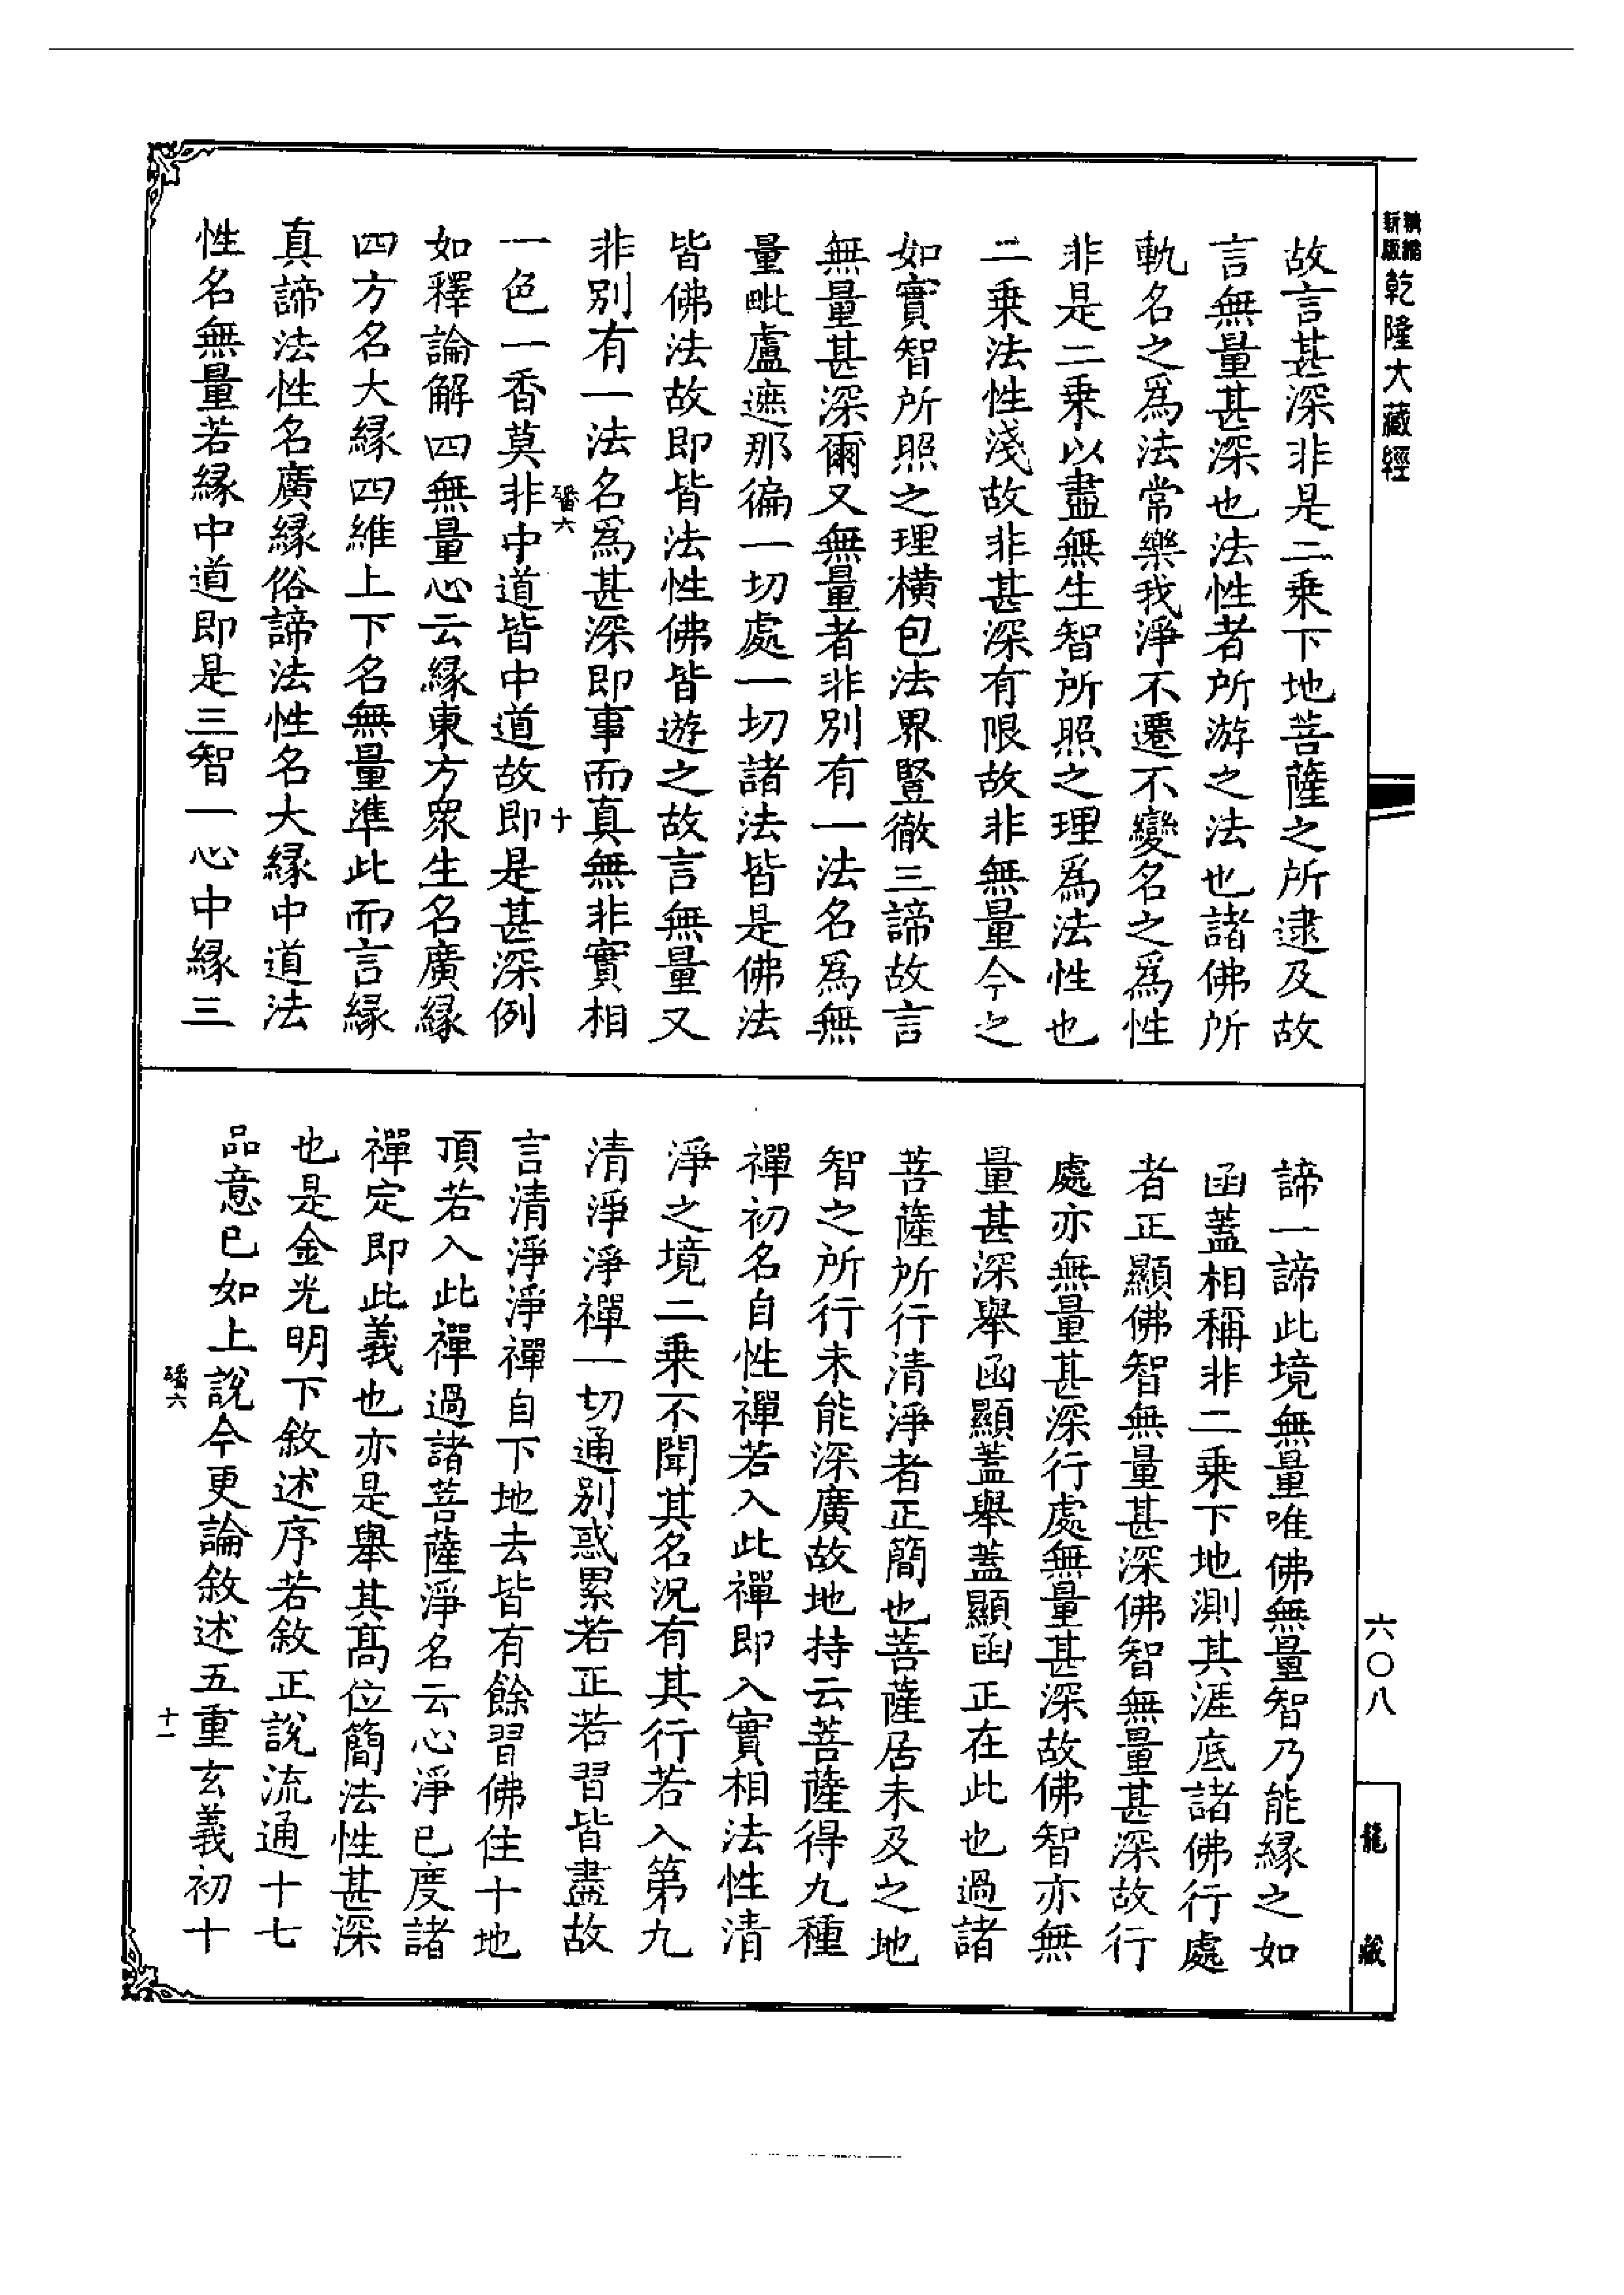 精縮
新版
乾隆大藏經
故言甚深非是二乘下地菩薩之所逮及故
言無量甚深也法性者所游之法也諸佛所
軌名之爲法常樂我淨不遷不變名之爲性
非是二乘以盡無生智所照之理爲法性也
二乘法性淺故非甚深有限故非無量今之
如實智所照之理橫包法界豎徹三諦故言
無量甚深爾又無量者非別有一法名爲無
量毗盧遮那徧一切處一切諸法皆是佛法
皆佛法故即皆法性佛皆遊之故言無量又
非別有一法名爲甚深即事而真無非實相
磻六
十
一色一香莫非中道皆中道故即是甚深例
如釋論解四無量心云緣東方衆生名廣緣
四方名大緣四維上下名無量準此而言緣
真諦法性名廣緣俗諦法性名大緣中道法
性名無量若緣中道即是三智一心中緣三
諦一諦此境無量唯佛無量智乃能緣之如
函蓋相稱非二乘下地測其涯底諸佛行處
者正顯佛智無量甚深佛智無量甚深故行
處亦無量甚深行處無量甚深故佛智亦無
量甚深舉函顯蓋舉蓋顯函正在此也過諸
菩薩所行清淨者正簡也菩薩居未及之地
智之所行未能深廣故地持云菩薩得九種
禪初名自性禪若入此禪即入實相法性清
淨之境二乘不聞其名況有其行若入第九
清淨淨禪一切通別惑累若正若習皆盡故
言清淨淨禪自下地去皆有餘習佛住十地
頂若入此禪過諸菩薩淨名云心淨已度諸
禪定即此義也亦是舉其高位簡法性甚深
也是金光明下敘述序若敘正說流通十七
品意已如上說今更論敘述五重玄義初十
磻六
十一
六〇八
龍藏